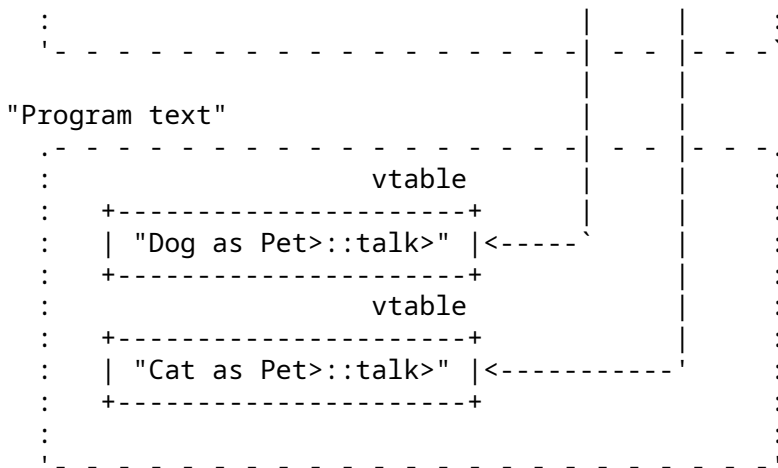 "Program text"
vtable
"Dog as Pet>::talk>"
vtable
"Cat as Pet>::talk>"